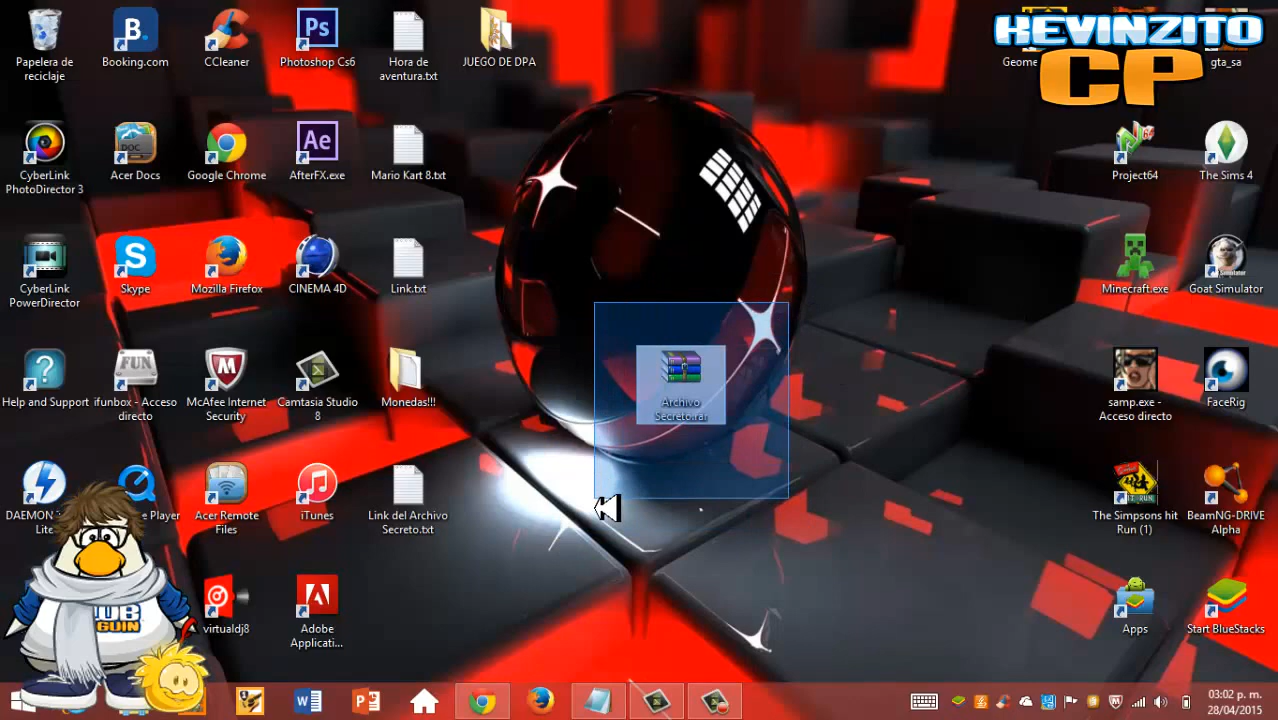 KEVINZITO
CP
Papelera de
reciclaje
Booking.com
CCleaner
Photoshop Cs6
Hora de
aventura.txt
JUEGO DE DPA
Geome
gta_sa
CyberLink
PhotoDirector 3
Acer Docs
Google Chrome
AfterFX.exe
Mario Kart 8.txt
Project64
The Sims 4
CyberLink
PowerDirector
Skype
Mozilla Firefox
CINEMA 4D
Link.txt
Minecraft.exe
Goat Simulator
Help and Support
ifunbox - Acceso
directo
McAfee Internet
Security
Camtasia Studio
8
Monedas!!!
Archivo
Secreto.rar
samp.exe -
Acceso directo
FaceRig
DAEMON
Lite
e Player
Acer Remote
Files
iTunes
Link del Archivo
Secreto.txt
The Simpsons hit
Run (1)
BeamNG-DRIVE
Alpha
virtualdj8
Adobe
Applicati...
Apps
Start BlueStacks
03:02 p. m.
28/04/2015